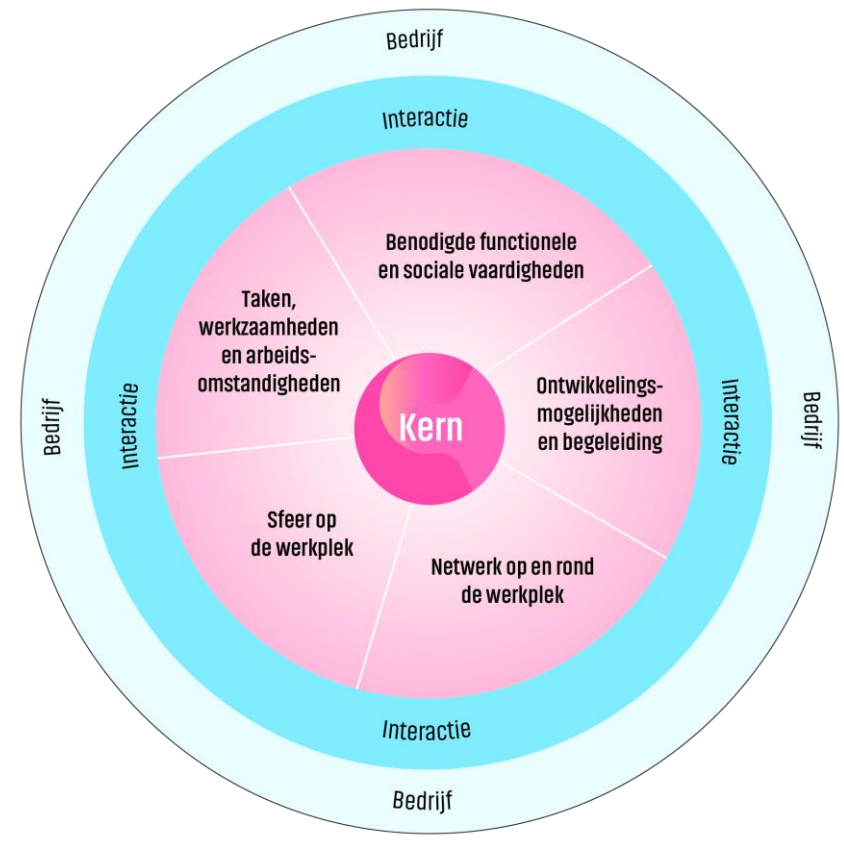 Bedrijf
Interactie
Benodigde functionele
en sociale vaardigheden
Taken,
werkzaamheden
en arbeids-
omstandigheden
Ontwikkelings-
mogelijkheden
en begeleiding
Kern
Bedrijf
Interactie
Interactie
Bedrijf
Sfeer op
de werkplek
Netwerk op en rond
de werkplek
Interactie
Bedrijf